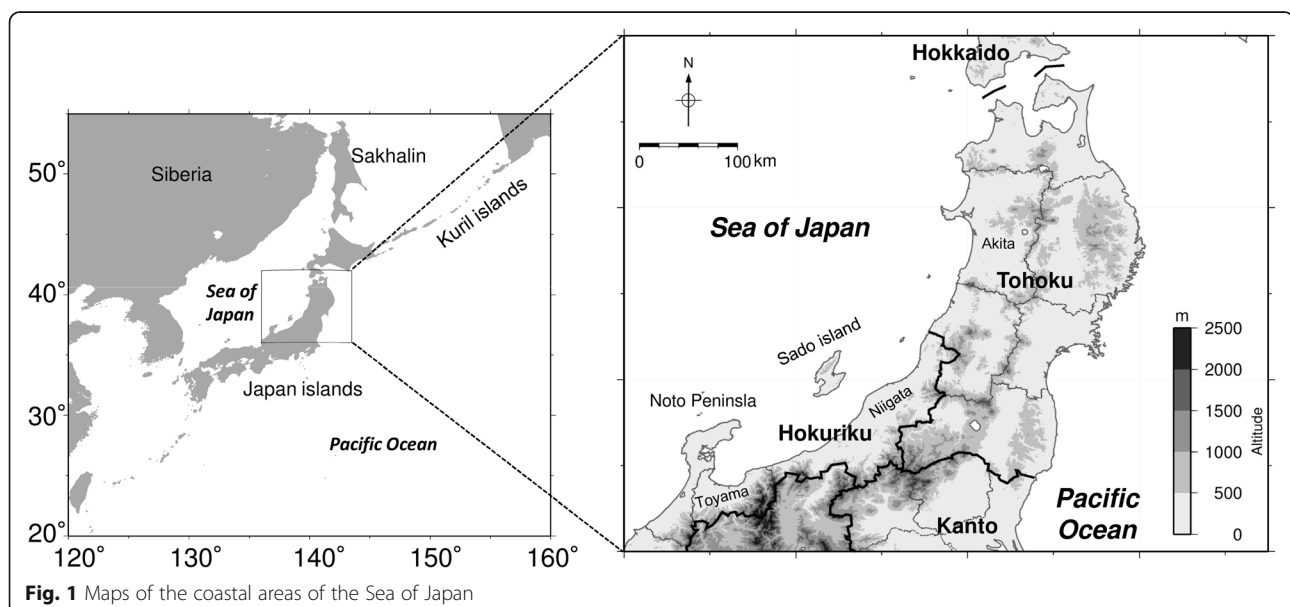 50°
40°
30°
20°
120°
130°
140°
150°
160°
Siberia
Sakhalin
Kuril islands
Sea of
Japan
Japan islands
Pacific Ocean
Hokkaido
N
0
100 km
Sea of Japan
Akita
Tohoku
Sado island
Niigata
Noto Peninsla
Hokuriku
Toyama
Kanto
Pacific
Ocean
m
2500
2000
1500
1000
500
0
Altitude
Fig. 1 Maps of the coastal areas of the Sea of Japan